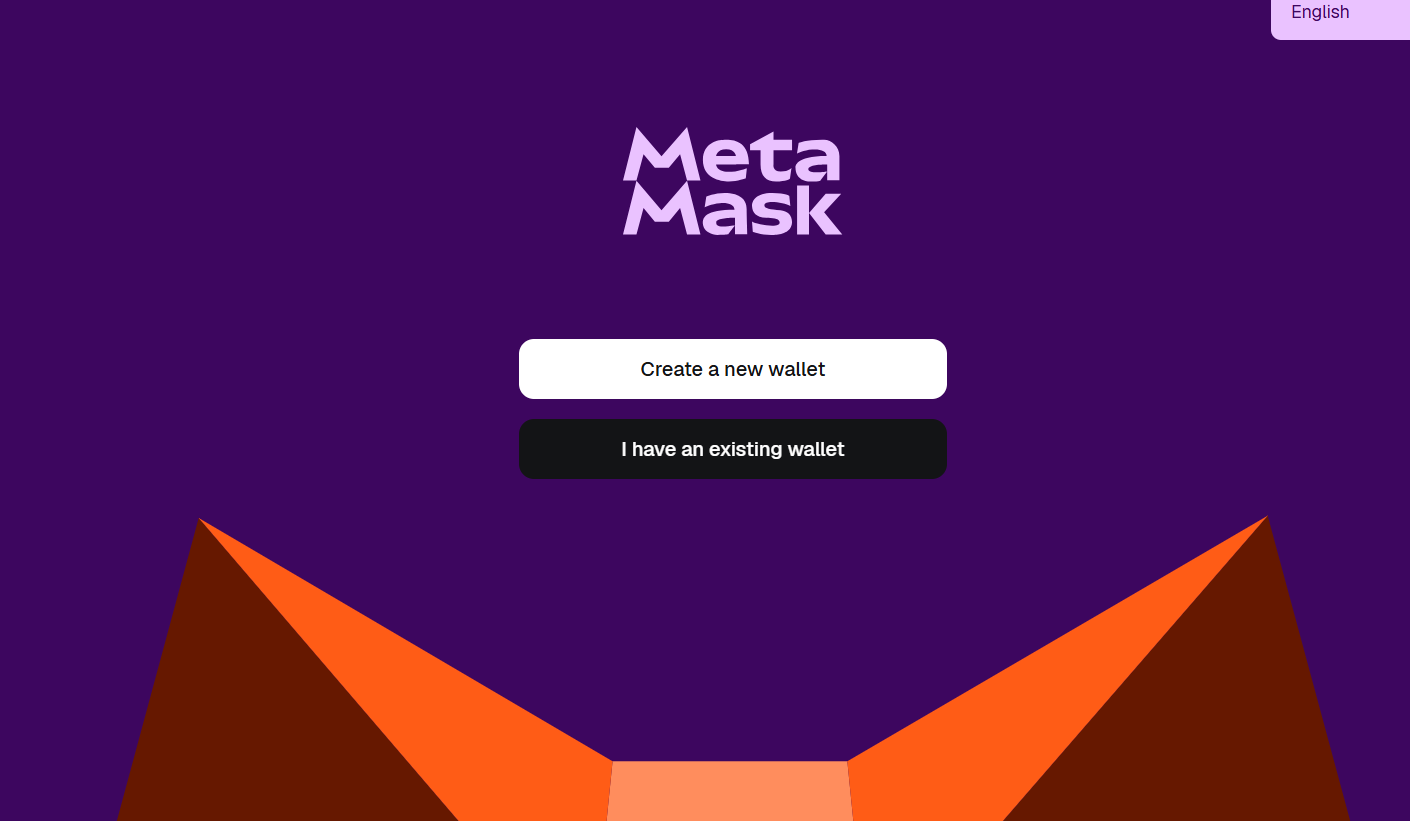 English
Meta
Mask
Create a new wallet
I have an existing wallet